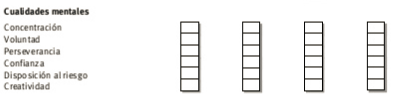 Cualidades mentales
Concentración
Voluntad
Perseverancia
Confianza
Disposición al riesgo
Creatividad